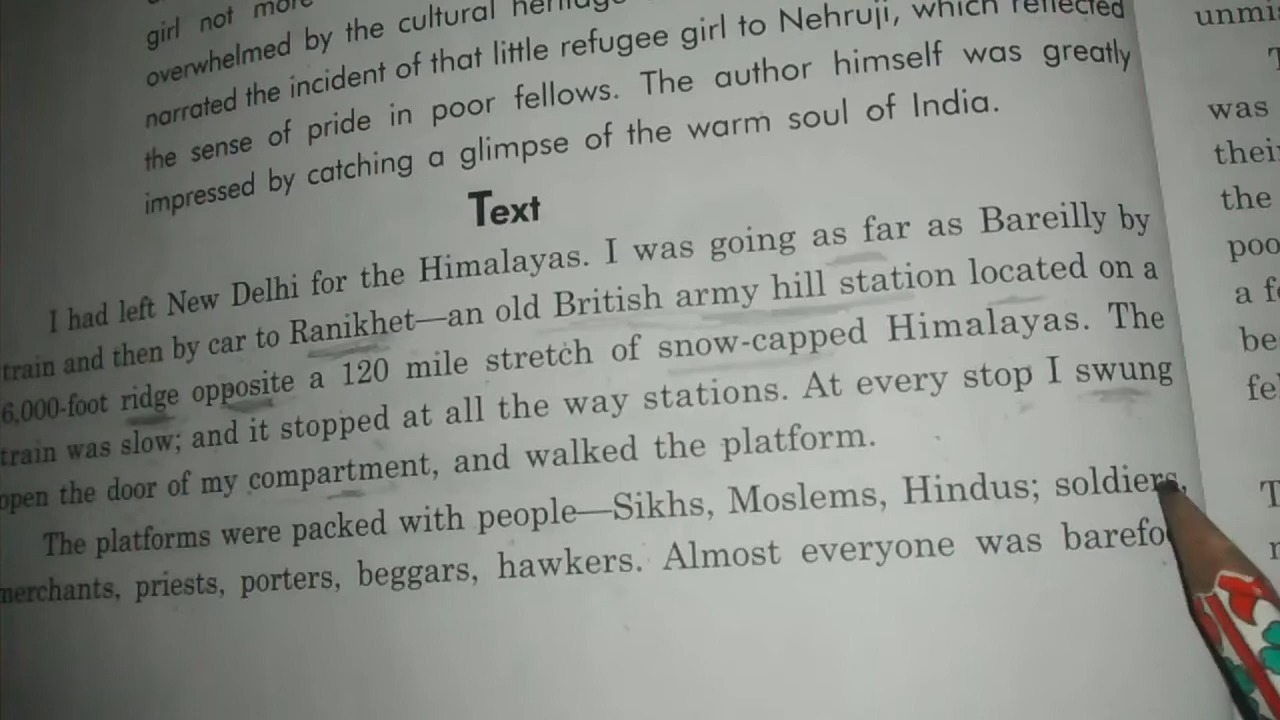 girl not more
overwhelmed by the cultural heritage
narrated the incident of that little refugee girl to Nehruji, which reflected
the sense of pride in poor fellows. The author himself was greatly
impressed by catching a glimpse of the warm soul of India.
Text
I had left New Delhi for the Himalayas. I was going as far as Bareilly by
train and then by car to Ranikhet—an old British army hill station located on a
6,000-foot ridge opposite a 120 mile stretch of snow-capped Himalayas. The
train was slow; and it stopped at all the way stations. At every stop I swung
open the door of my compartment, and walked the platform.
The platforms were packed with people—Sikhs, Moslems, Hindus; soldiers,
merchants, priests, porters, beggars, hawkers. Almost everyone was barefo
was
the
be